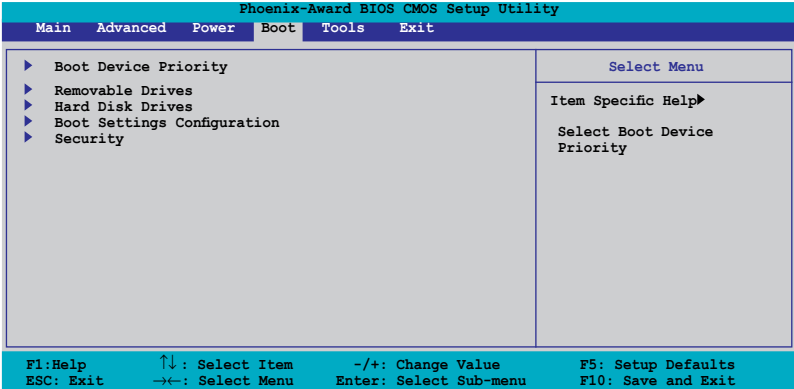 Phoenix-Award BIOS CMOS Setup Utility
Main Advanced Power Boot Tools Exit
Boot Device Priority
Removable Drives
Hard Disk Drives
Boot Settings Configuration
Security
Select Menu
Item Specific Help
Select Boot Device
Priority
F1:Help ↑↓: Select Item -/+: Change Value F5: Setup Defaults
ESC: Exit →←: Select Menu Enter: Select Sub-menu F10: Save and Exit